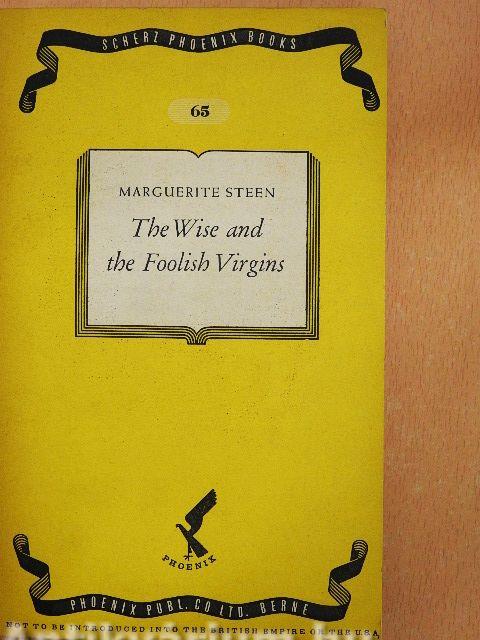 SCHERZ PHOENIX BOOKS
65
MARGUERITE STEEN
The Wise and
the Foolish Virgins
PHOENIX
PHOENIX PUBL. CO LTD. BERNE
NOT TO BE INTRODUCED INTO THE BRITISH EMPIRE OR THE U.S.A.